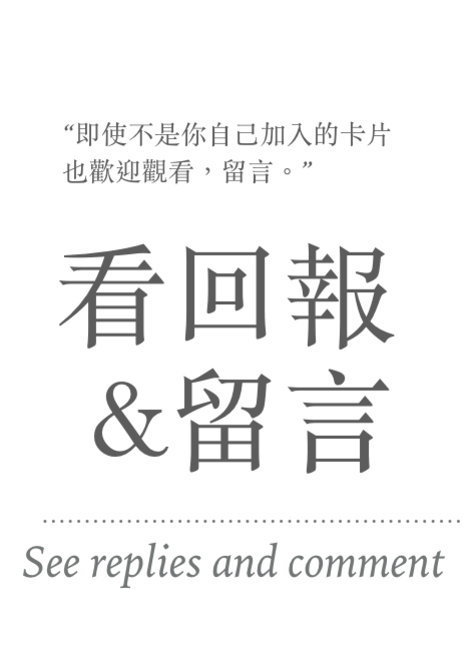 “即使不是你自己加入的卡片
也歡迎觀看，留言。”
看回報
&留言
See replies and comment